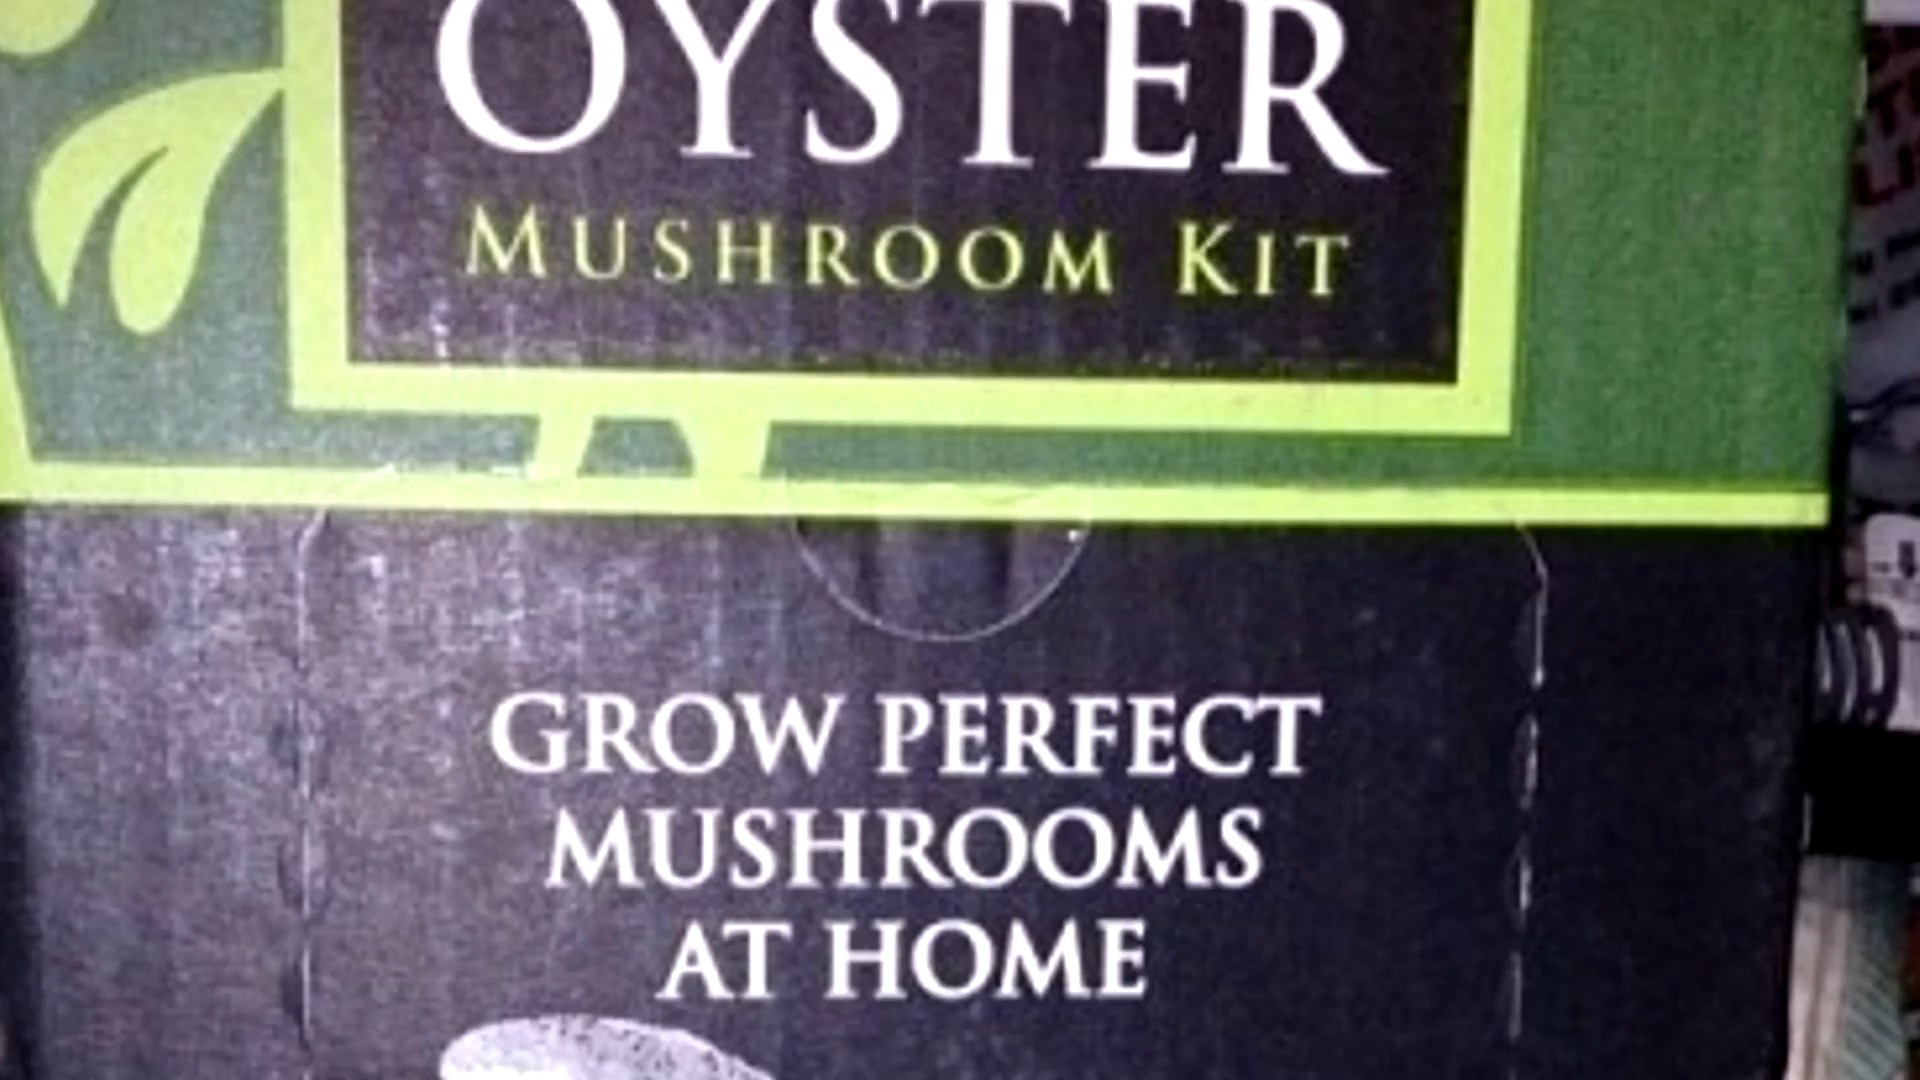 OYSTER
MUSHROOM KIT
GROW PERFECT
MUSHROOMS
AT HOME